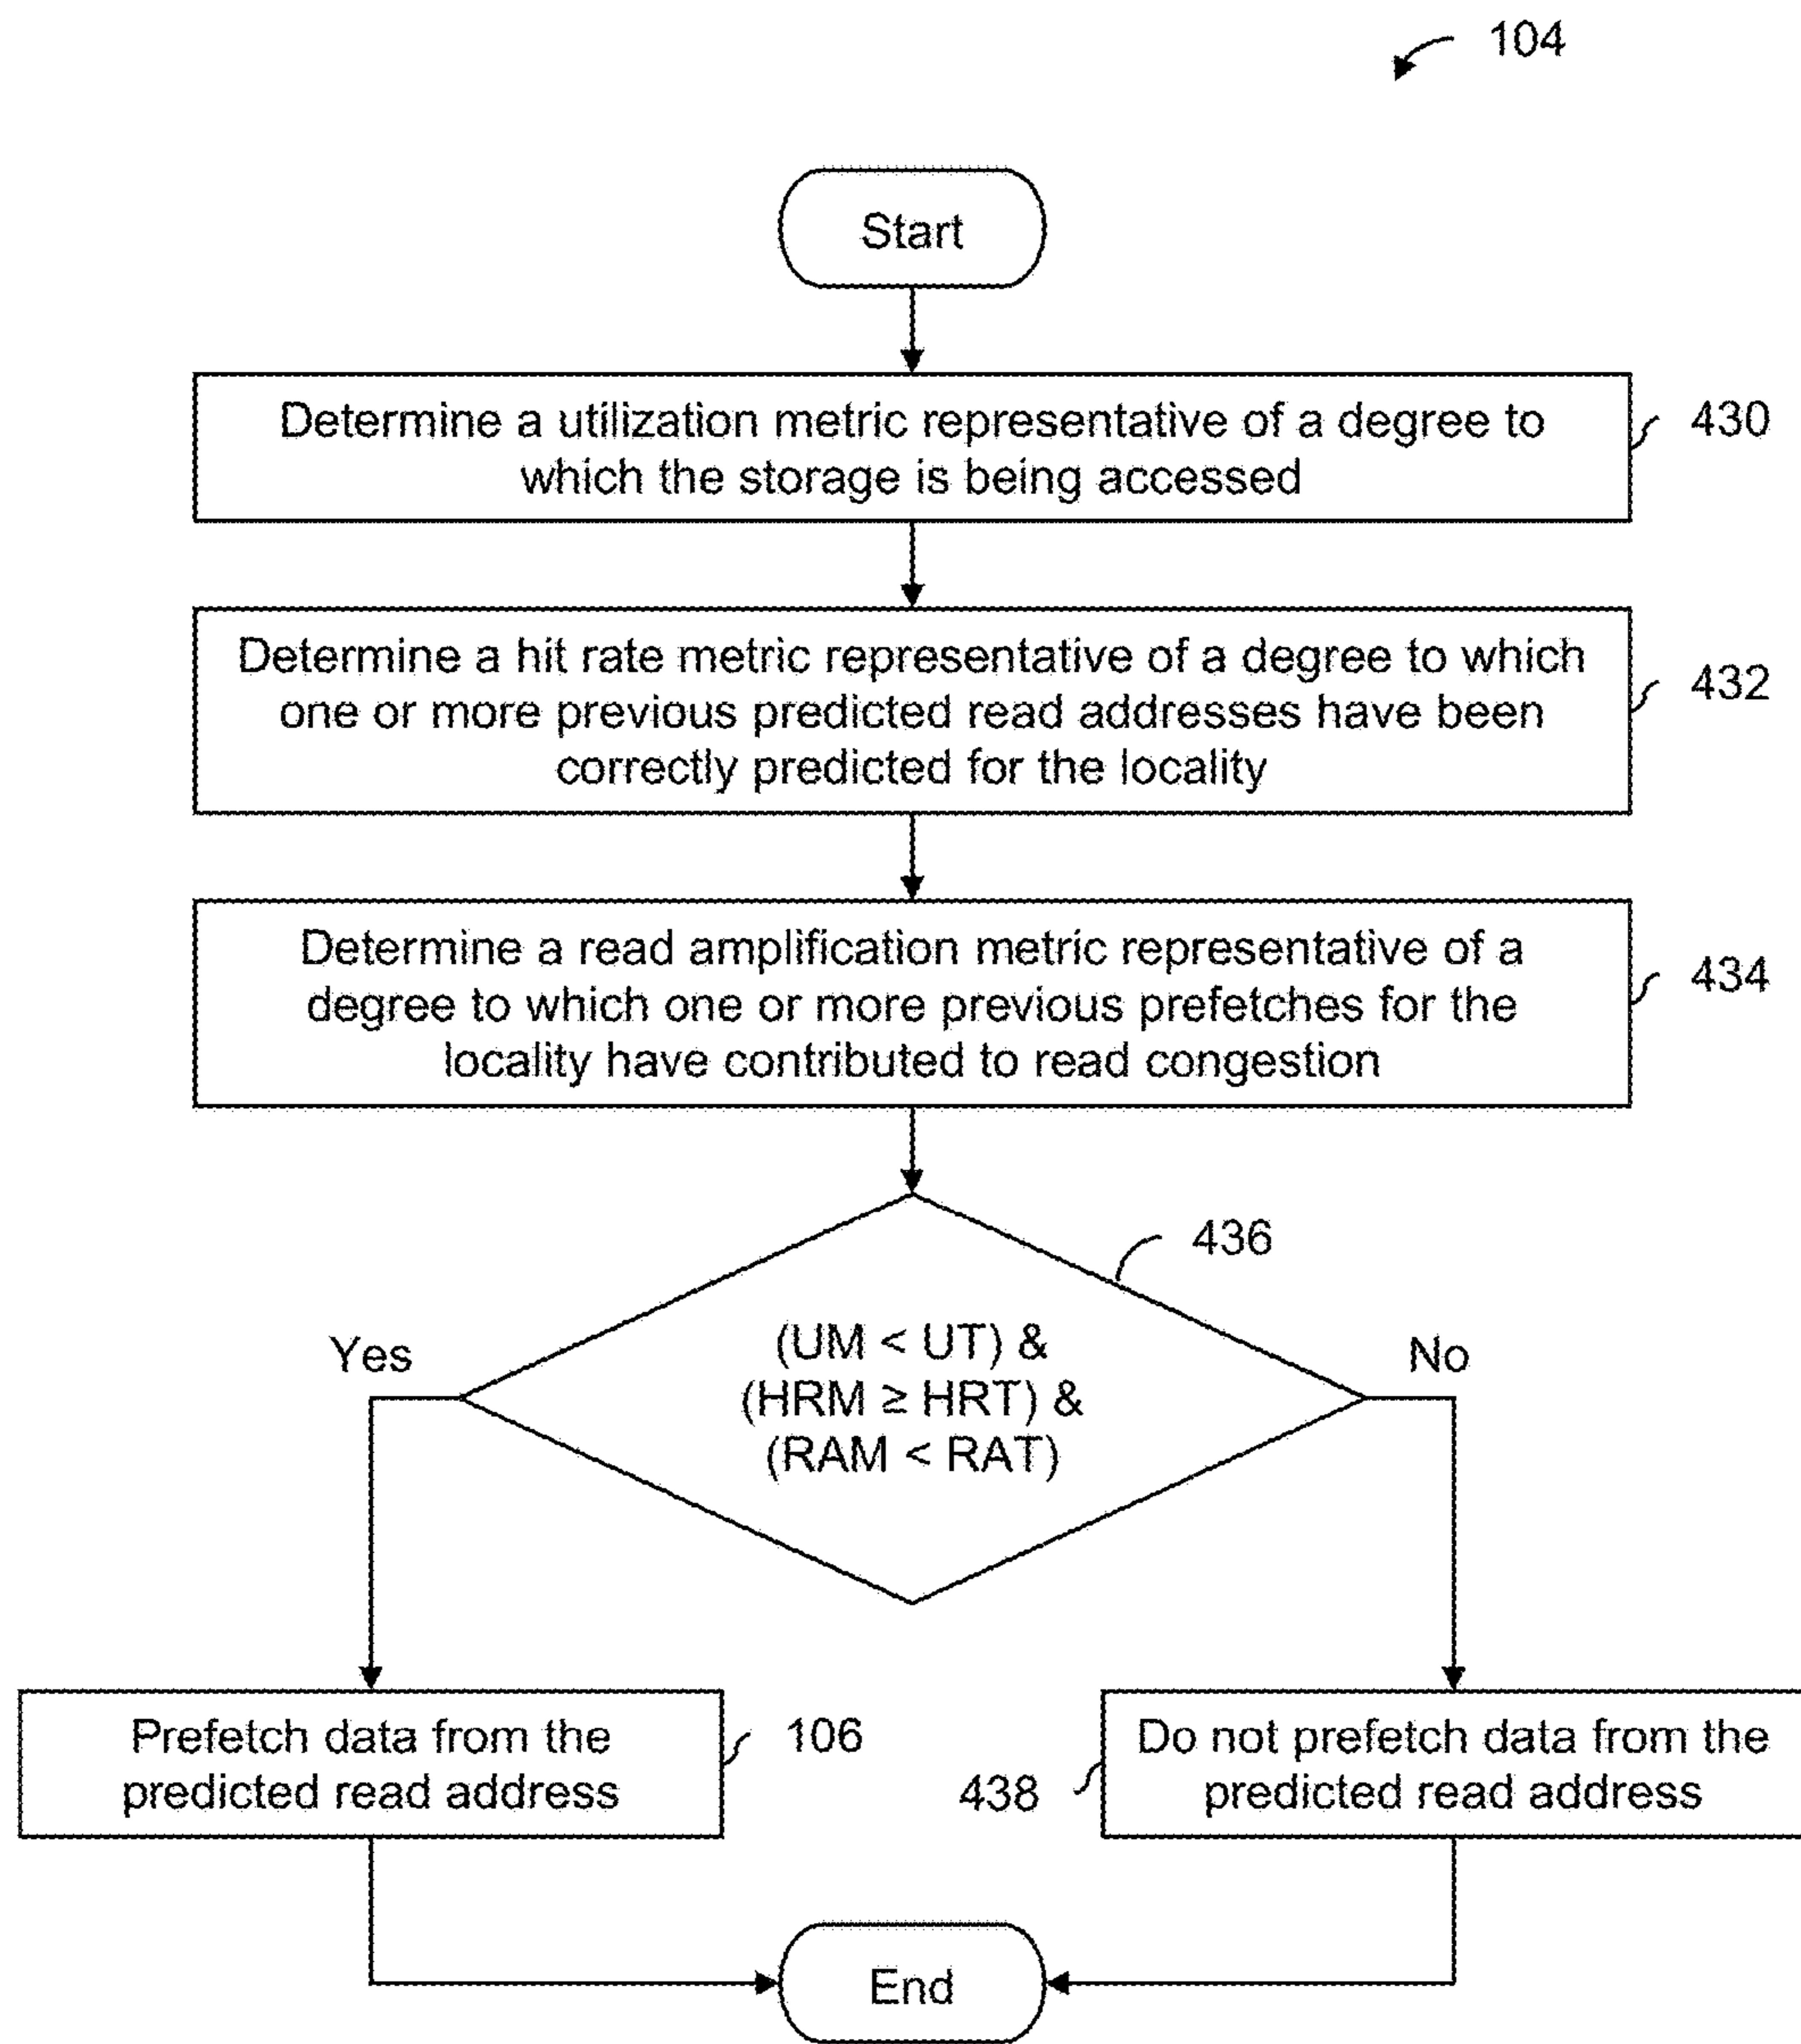 104
Start
Determine a utilization metric representative of a degree to
which the storage is being accessed
430
Determine a hit rate metric representative of a degree to which
one or more previous predicted read addresses have been
correctly predicted for the locality
432
Determine a read amplification metric representative of a
degree to which one or more previous prefetches for the
locality have contributed to read congestion
434
436
(UM < UT) &
(HRM ≥ HRT) &
(RAM < RAT)
Yes
No
Prefetch data from the
predicted read address
106
Do not prefetch data from the
predicted read address
438
End